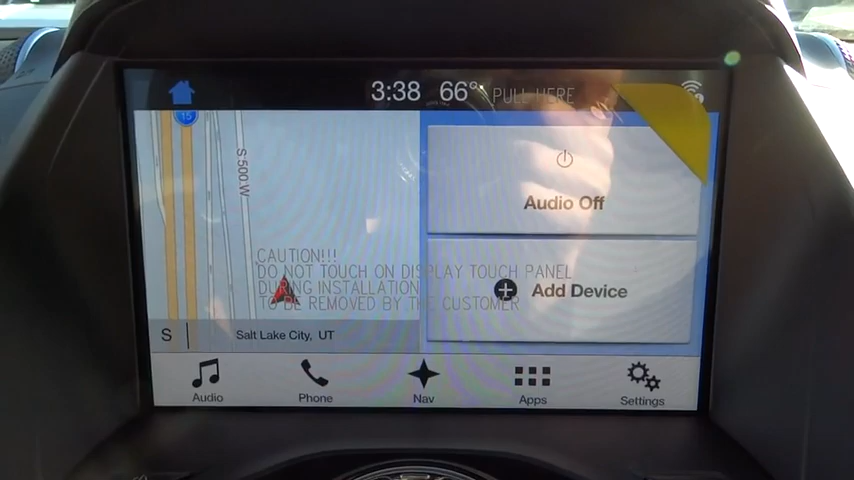 3:38 66°
PULL HERE
15
S 500 W
Audio Off
CAUTION!!!
DO NOT TOUCH ON DISPLAY TOUCH PANEL
DURING INSTALLATION
TO BE REMOVED BY THE CUSTOMER
Add Device
S
Salt Lake City, UT
Audio Phone Nav Apps Settings